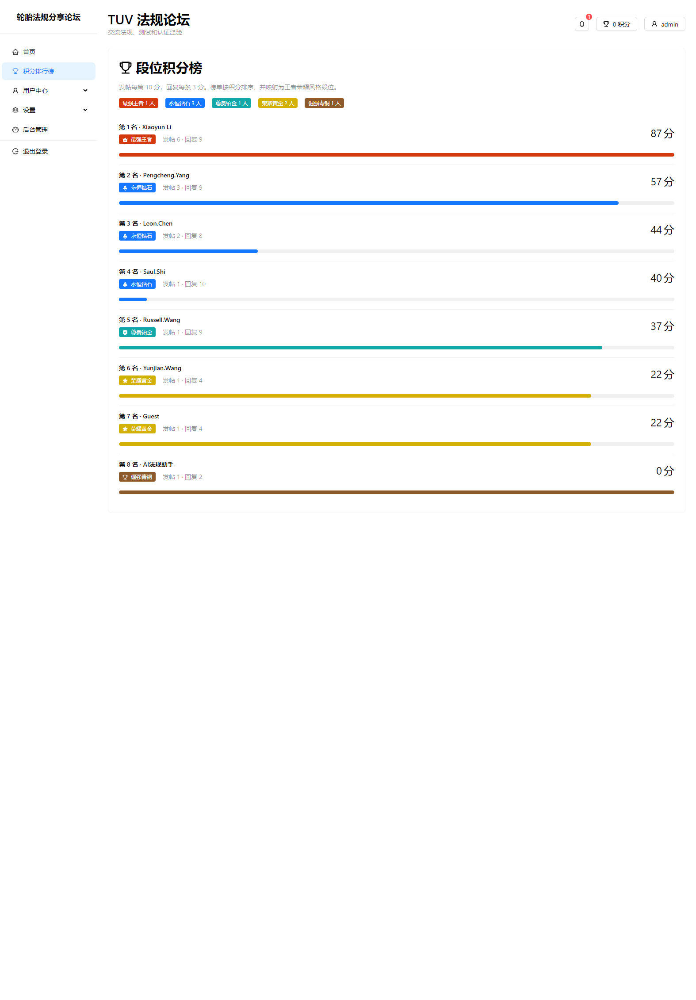 轮胎法规分享论坛
首页
积分排行榜
用户中心
设置
后台管理
退出登录
TUV 法规论坛
交流法规、测试和认证经验
1
0 积分
admin
段位积分榜
发帖每篇 10 分，回复每条 3 分。榜单按积分排序，并映射为王者荣耀风格段位。
最强王者 1 人 永恒钻石 3 人 尊贵铂金 1 人 荣耀黄金 2 人 倔强青铜 1 人
第 1 名 · Xiaoyun Li
最强王者 发帖 6 · 回复 9
87 分
第 2 名 · Pengcheng.Yang
永恒钻石 发帖 3 · 回复 9
57 分
第 3 名 · Leon.Chen
永恒钻石 发帖 2 · 回复 8
44 分
第 4 名 · Saul.Shi
永恒钻石 发帖 1 · 回复 10
40 分
第 5 名 · Russell.Wang
尊贵铂金 发帖 1 · 回复 9
37 分
第 6 名 · Yunjian.Wang
荣耀黄金 发帖 1 · 回复 4
22 分
第 7 名 · Guest
荣耀黄金 发帖 1 · 回复 4
22 分
第 8 名 · AI法规助手
倔强青铜 发帖 1 · 回复 2
0 分